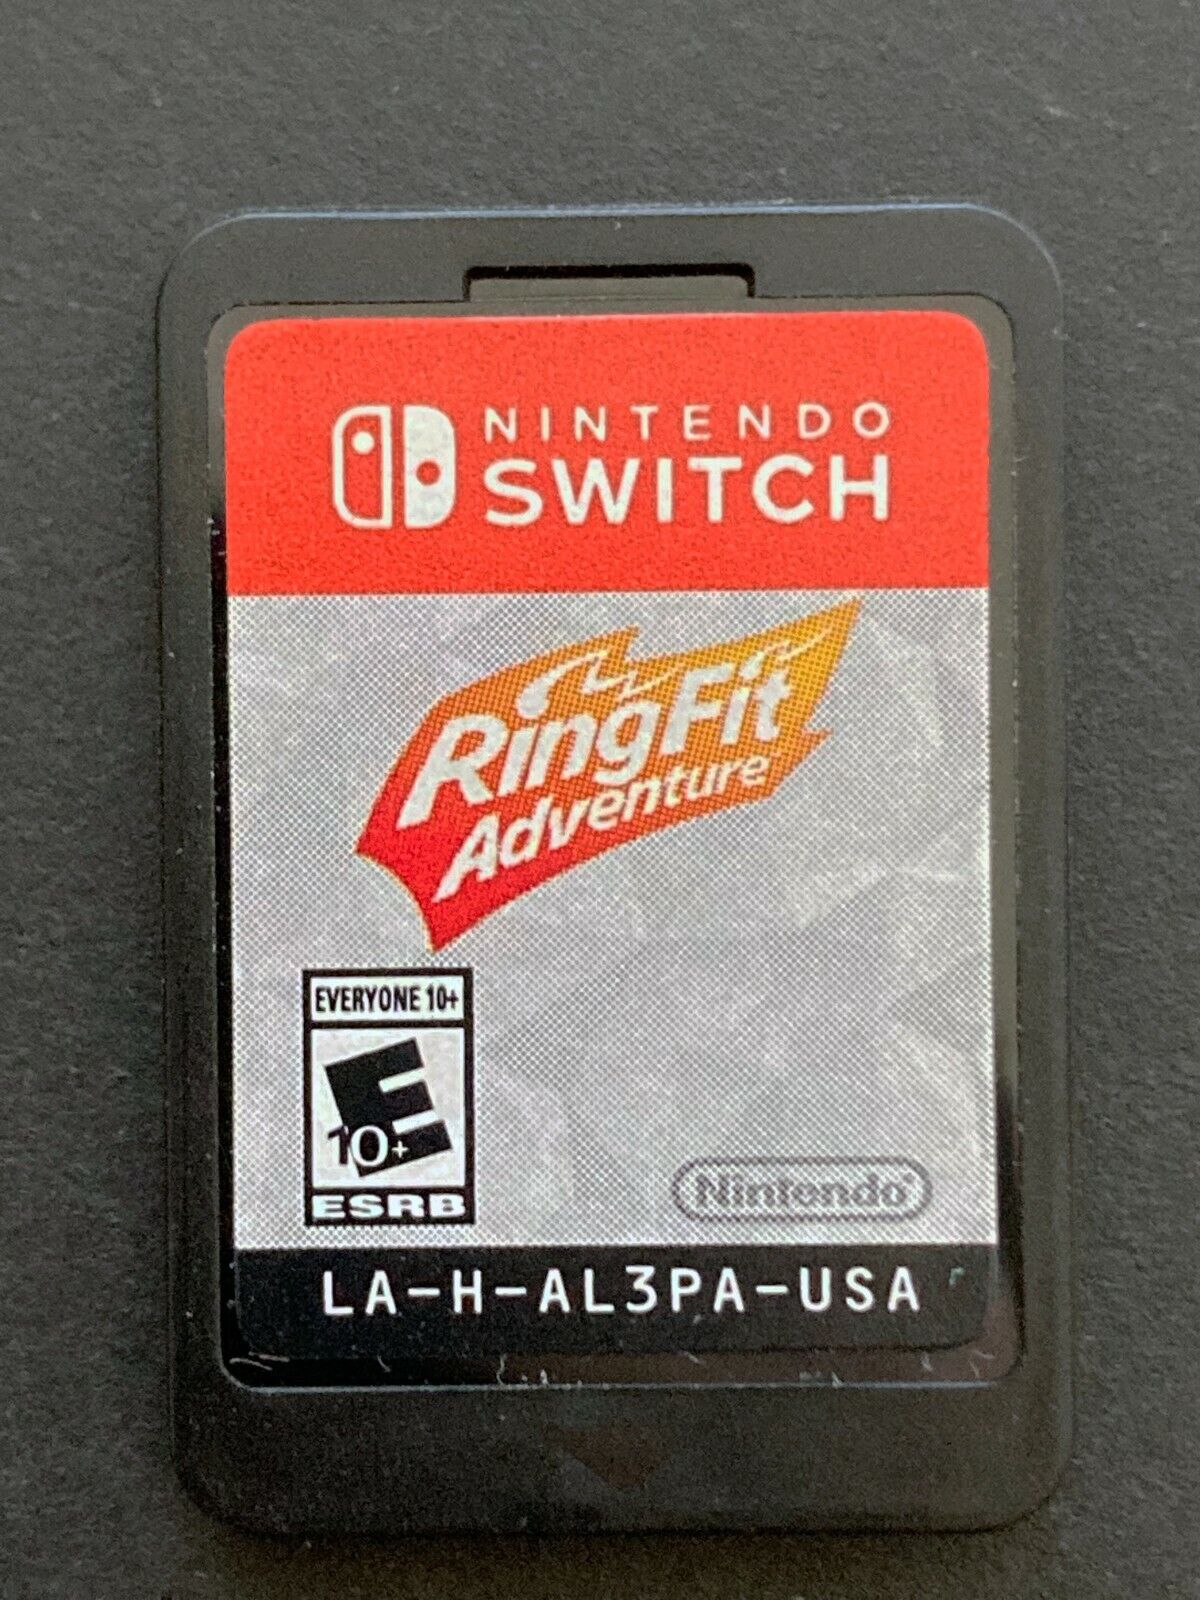 NINTENDO
SWITCH
RingFit
Adventure
EVERYONE 10+
E
10+
ESRB
Nintendo
LA-H-AL3PA-USA